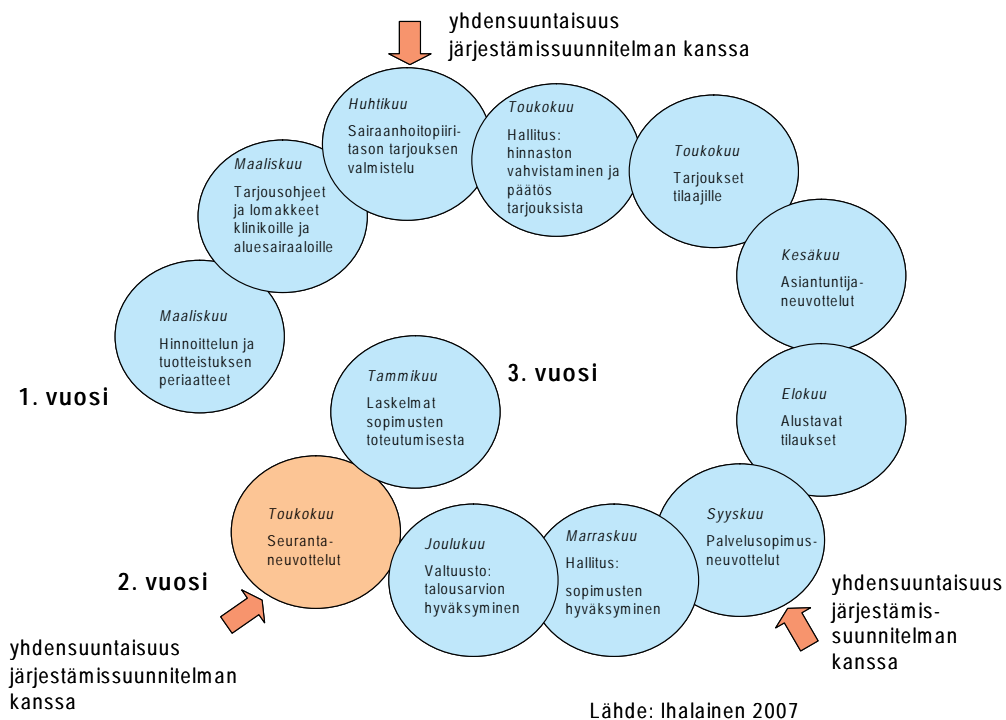 yhdensuuntaisuus
järjestämissuunnitelman kanssa
1. vuosi
Maaliskuu
Hinnoittelun ja
tuotteistuksen
periaatteet
Maaliskuu
Tarjousohjeet
ja lomakkeet
klinikoille ja
aluesairaaloille
Huhtikuu
Sairaanhoitopiiri-
tason tarjouksen
valmistelu
Toukokuu
Hallitus:
hinnaston
vahvistaminen ja
päätös
tarjouksista
Toukokuu
Tarjoukset
tilaajille
Kesäkuu
Asiantuntija-
neuvottelut
Elokuu
Alustavat
tilaukset
Syyskuu
Palvelusopimus-
neuvottelut
yhdensuuntaisuus
järjestämis-
suunnitelman
kanssa
Marraskuu
Hallitus:
sopimusten
hyväksyminen
Joulukuu
Valtuusto:
talousarvion
hyväksyminen
2. vuosi
Toukokuu
Seuranta-
neuvottelut
yhdensuuntaisuus
järjestämissuunnitelman
kanssa
3. vuosi
Tammikuu
Laskelmat
sopimusten
toteutumisesta
Lähde: Ihalainen 2007